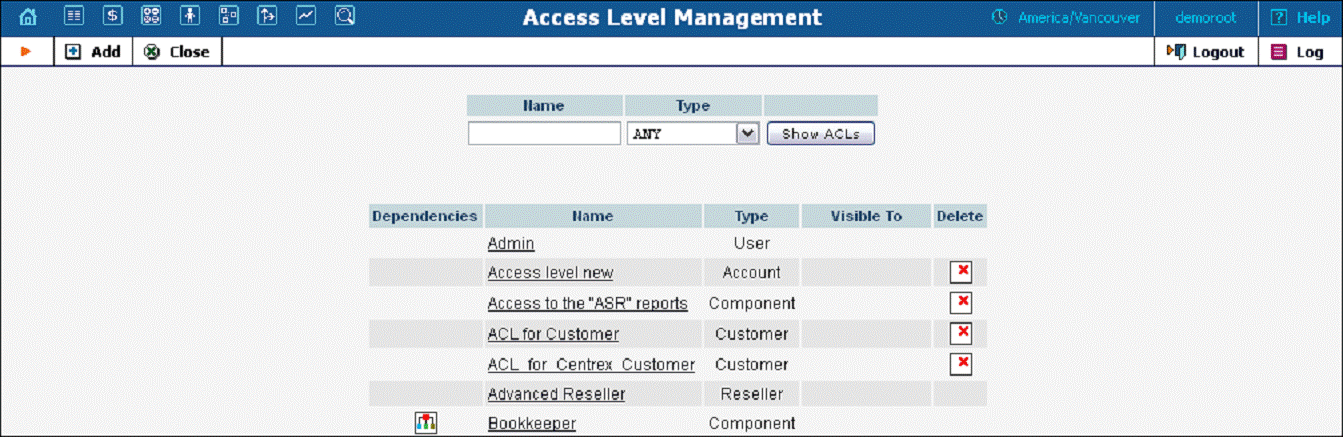 Access Level Management America/Vancouver demoroot Help
Add Close Logout Log
Name Type
ANY Show ACLs
Dependencies Name Type Visible To Delete
Admin User
Access level new Account
Access to the "ASR" reports Component
ACL for Customer Customer
ACL_for_Centrex_Customer Customer
Advanced Reseller Reseller
Bookkeeper Component